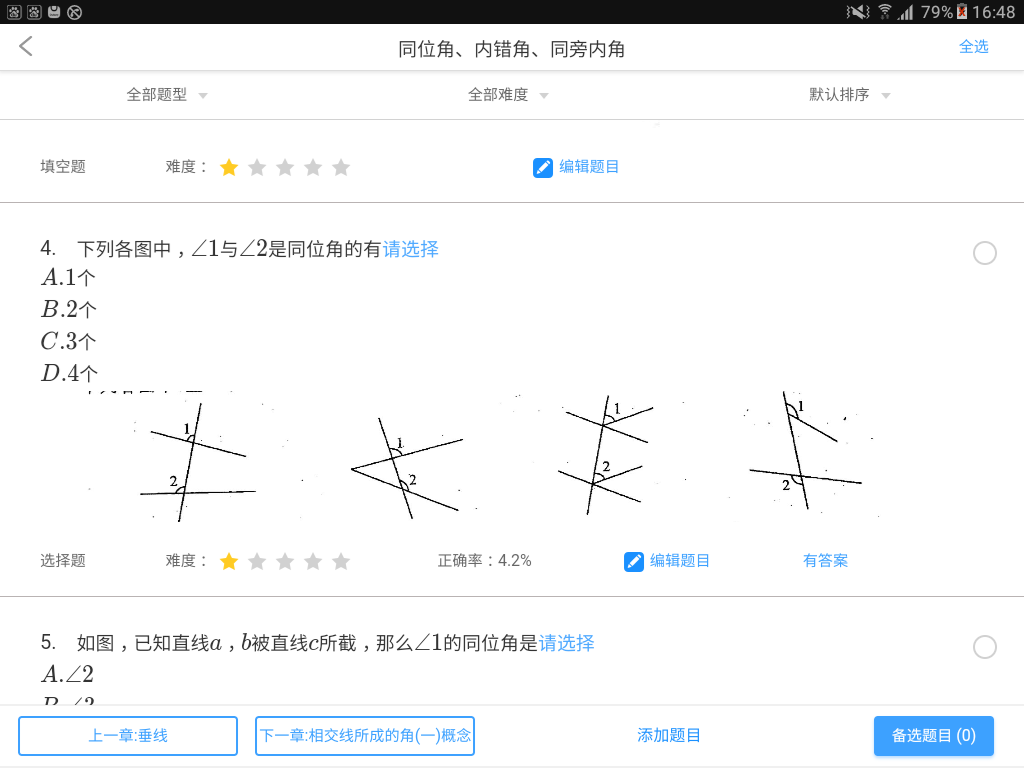 79% 16:48
同位角、内错角、同旁内角
全选
全部题型
全部难度
默认排序
填空题
难度：
编辑题目
4. 下列各图中，∠1与∠2是同位角的有请选择
A.1个
B.2个
C.3个
D.4个
1 1 1 1
2 2 2 2
选择题
难度：
正确率：4.2%
编辑题目
有答案
5. 如图，已知直线a，b被直线c所截，那么∠1的同位角是请选择
A.∠2
上一章:垂线
下一章:相交线所成的角(一)概念
添加题目
备选题目 (0)